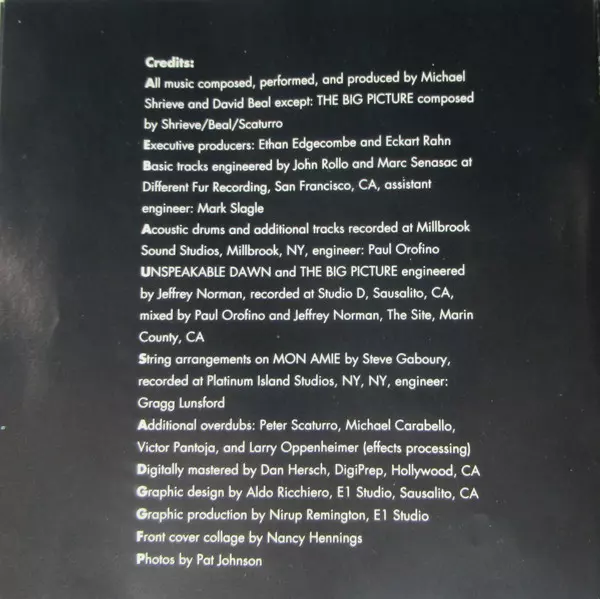 Credits:
All music composed, performed, and produced by Michael
Shrieve and David Beal except: THE BIG PICTURE composed
by Shrieve/Beal/Scaturro
Executive producers: Ethan Edgecombe and Eckart Rahn
Basic tracks engineered by John Rollo and Marc Senasac at
Different Fur Recording, San Francisco, CA, assistant
engineer: Mark Slagle
Acoustic drums and additional tracks recorded at Millbrook
Sound Studios, Millbrook, NY, engineer: Paul Orofino
UNSPEAKABLE DAWN and THE BIG PICTURE engineered
by Jeffrey Norman, recorded at Studio D, Sausalito, CA,
mixed by Paul Orofino and Jeffrey Norman, The Site, Marin
County, CA
String arrangements on MON AMIE by Steve Gaboury,
recorded at Platinum Island Studios, NY, NY, engineer:
Gragg Lunsford
Additional overdubs: Peter Scaturro, Michael Carabello,
Victor Pantoja, and Larry Oppenheimer (effects processing)
Digitally mastered by Dan Hersch, DigiPrep, Hollywood, CA
Graphic design by Aldo Ricchiero, E1 Studio, Sausalito, CA
Graphic production by Nirup Remington, E1 Studio
Front cover collage by Nancy Hennings
Photos by Pat Johnson